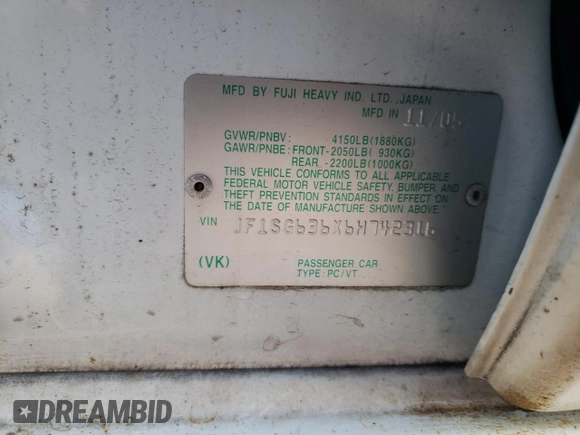 MFD BY FUJI HEAVY IND. LTD. JAPAN
MFD IN 11/05
GVWR/PNBV: 4150LB(1880KG)
GAWR/PNBE: FRONT-2050LB( 930KG)
REAR -2200LB(1000KG)
THIS VEHICLE CONFORMS TO ALL APPLICABLE
FEDERAL MOTOR VEHICLE SAFETY, BUMPER, AND
THEFT PREVENTION STANDARDS IN EFFECT ON
THE DATE OF MANUFACTURE SHOWN ABOVE.
VIN JF1SG636X6H742911
(VK) PASSENGER CAR
TYPE: PC/VT
DREAMBID